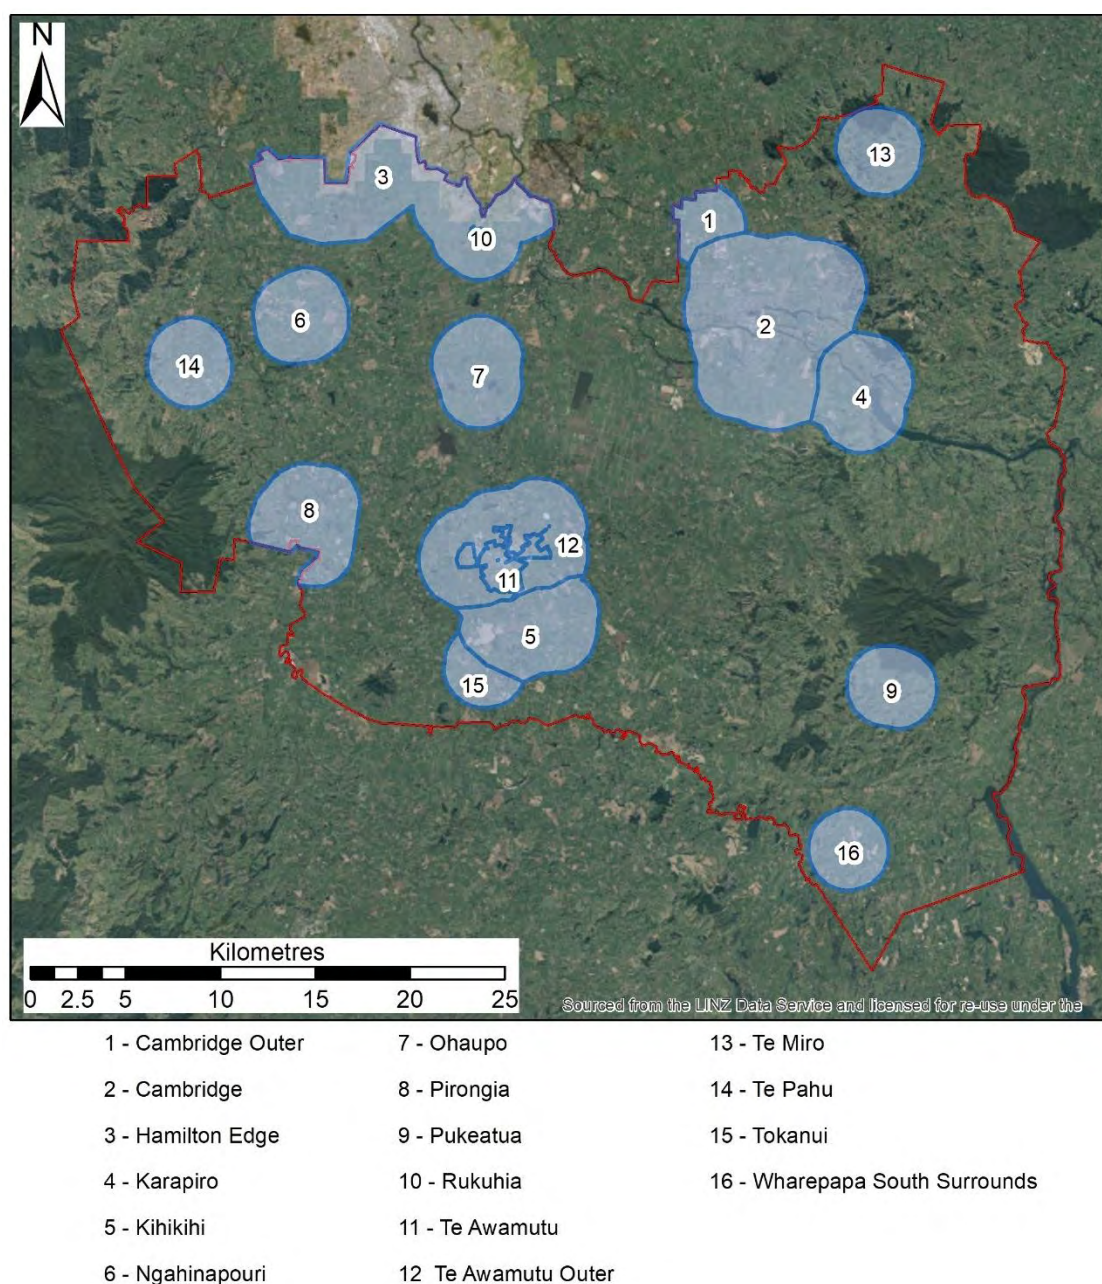 N
13
1
3
10
2
6
14
7
4
8
12
11
5
15
9
16
Kilometres
0 2.5 5 10 15 20 25
Sourced from the LINZ Data Service and licensed for re-use under the
1 - Cambridge Outer
2 - Cambridge
3 - Hamilton Edge
4 - Karapiro
5 - Kihikihi
6 - Ngahinapouri
7 - Ohaupo
8 - Pirongia
9 - Pukeatua
10 - Rukuhia
11 - Te Awamutu
12 Te Awamutu Outer
13 - Te Miro
14 - Te Pahu
15 - Tokanui
16 - Wharepapa South Surrounds